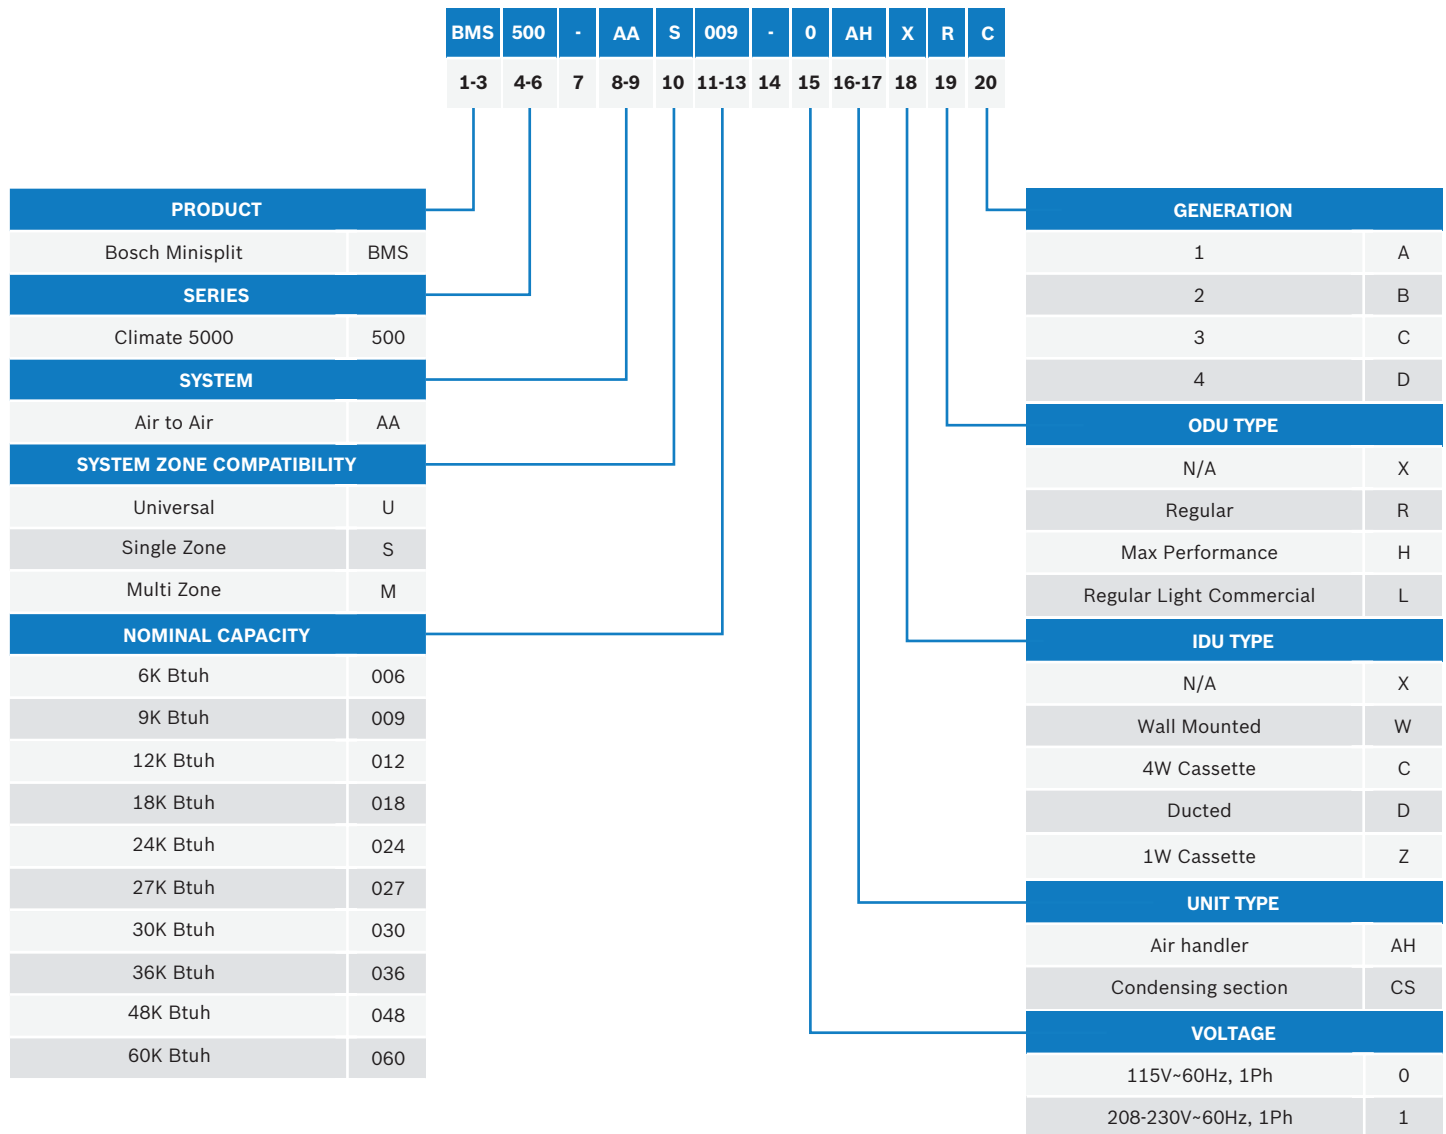 BMS 500 - AA S 009 - 0 AH X R C
1-3 4-6 7 8-9 10 11-13 14 15 16-17 18 19 20
PRODUCT
Bosch Minisplit BMS
SERIES
Climate 5000 500
SYSTEM
Air to Air AA
SYSTEM ZONE COMPATIBILITY
Universal U
Single Zone S
Multi Zone M
NOMINAL CAPACITY
6K Btuh 006
9K Btuh 009
12K Btuh 012
18K Btuh 018
24K Btuh 024
27K Btuh 027
30K Btuh 030
36K Btuh 036
48K Btuh 048
60K Btuh 060
GENERATION
1 A
2 B
3 C
4 D
ODU TYPE
N/A X
Regular R
Max Performance H
Regular Light Commercial L
IDU TYPE
N/A X
Wall Mounted W
4W Cassette C
Ducted D
1W Cassette Z
UNIT TYPE
Air handler AH
Condensing section CS
VOLTAGE
115V~60Hz, 1Ph 0
208-230V~60Hz, 1Ph 1